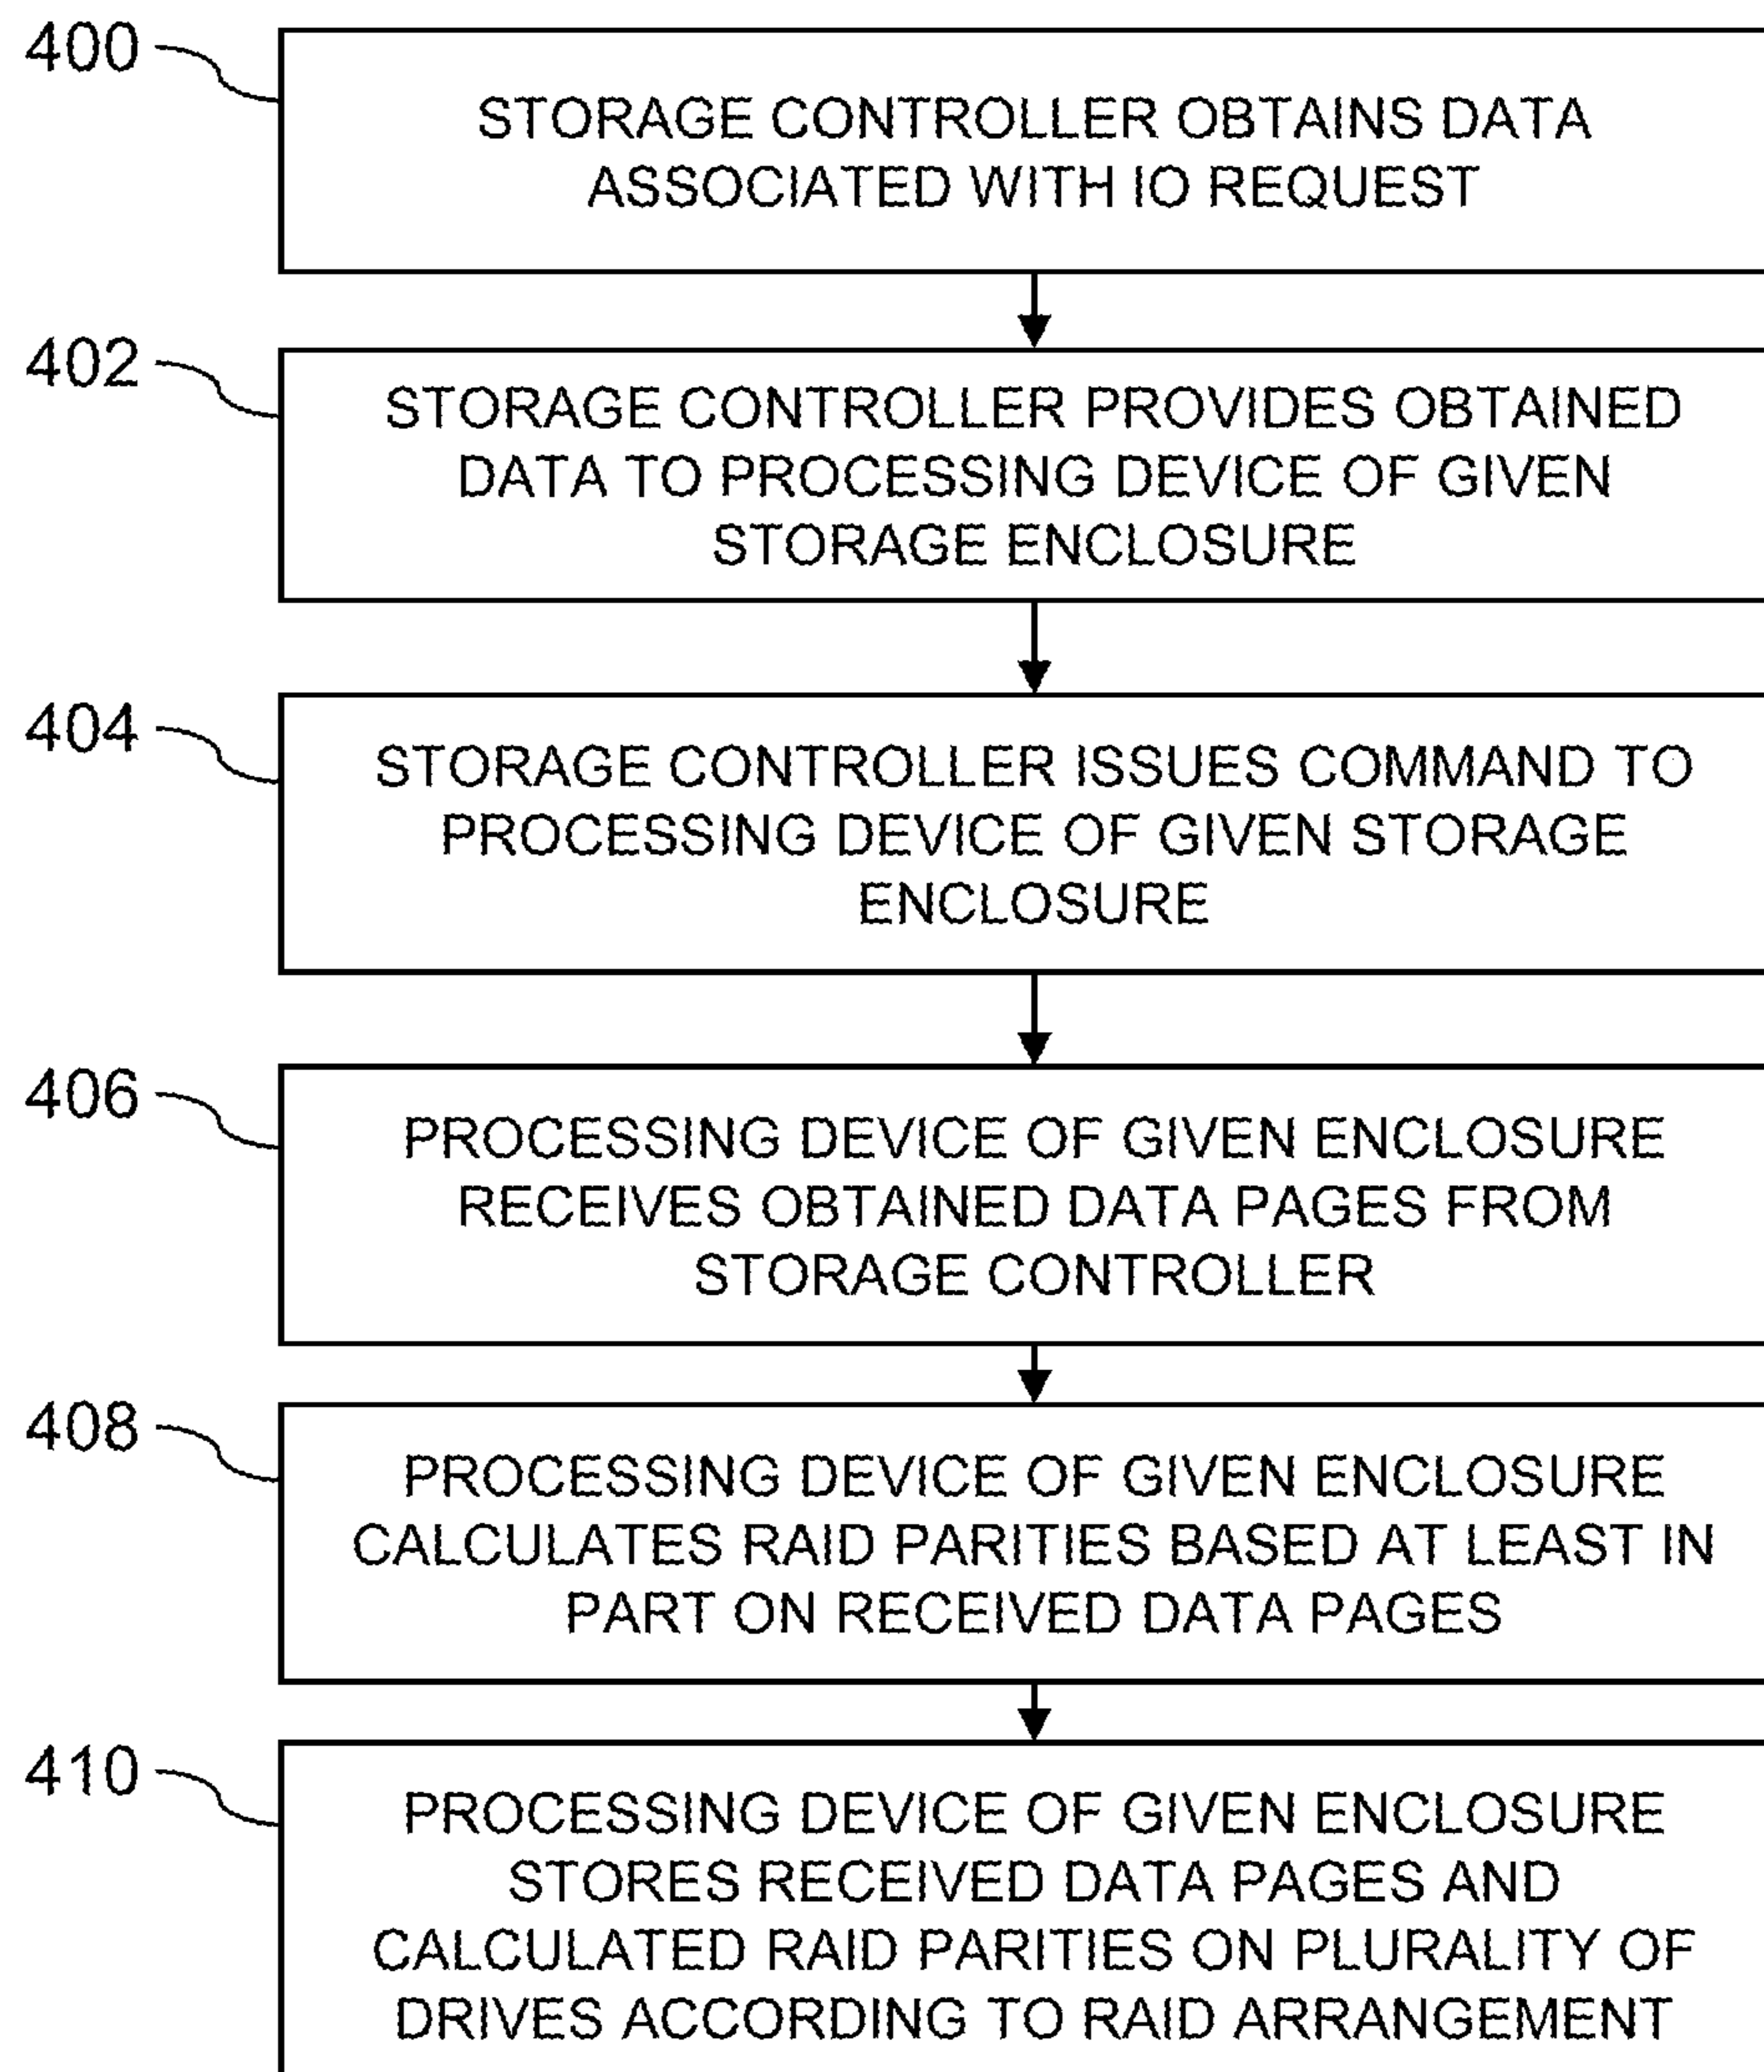 400
STORAGE CONTROLLER OBTAINS DATA
ASSOCIATED WITH IO REQUEST
402
STORAGE CONTROLLER PROVIDES OBTAINED
DATA TO PROCESSING DEVICE OF GIVEN
STORAGE ENCLOSURE
404
STORAGE CONTROLLER ISSUES COMMAND TO
PROCESSING DEVICE OF GIVEN STORAGE
ENCLOSURE
406
PROCESSING DEVICE OF GIVEN ENCLOSURE
RECEIVES OBTAINED DATA PAGES FROM
STORAGE CONTROLLER
408
PROCESSING DEVICE OF GIVEN ENCLOSURE
CALCULATES RAID PARITIES BASED AT LEAST IN
PART ON RECEIVED DATA PAGES
410
PROCESSING DEVICE OF GIVEN ENCLOSURE
STORES RECEIVED DATA PAGES AND
CALCULATED RAID PARITIES ON PLURALITY OF
DRIVES ACCORDING TO RAID ARRANGEMENT